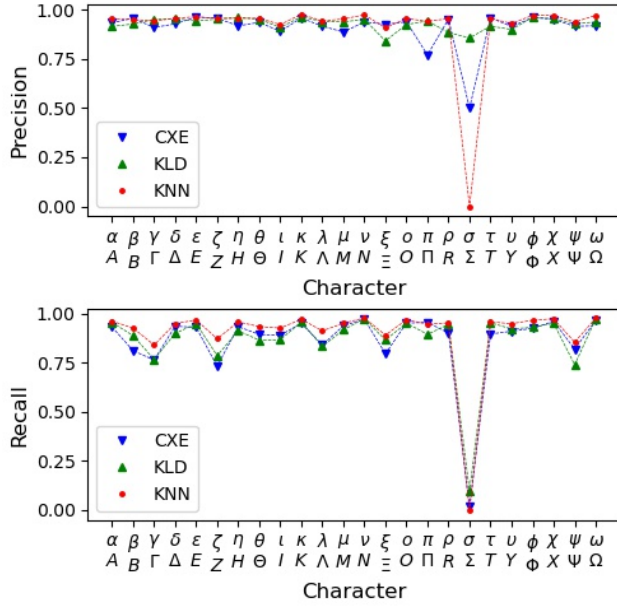 1.00
0.75
0.50
0.25
0.00
Precision
CXE
KLD
KNN
α β γ δ ε ζ η θ ι κ λ μ ν ξ ο π ρ σ τ υ ϕ χ ψ ω
A B Γ Δ E Z H Θ I K Λ M N Ξ O Π R Σ T Y Φ X Ψ Ω
Character
1.00
0.75
0.50
0.25
0.00
Recall
CXE
KLD
KNN
α β γ δ ε ζ η θ ι κ λ μ ν ξ ο π ρ σ τ υ ϕ χ ψ ω
A B Γ Δ E Z H Θ I K Λ M N Ξ O Π R Σ T Y Φ X Ψ Ω
Character